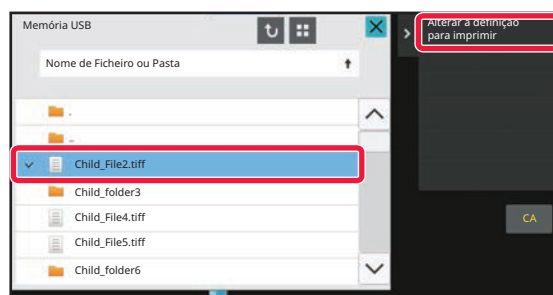 Memória USB
Nome de Ficheiro ou Pasta
.
..
Child_File2.tiff
Child_folder3
Child_File4.tiff
Child_File5.tiff
Child_folder6
Alterar a definição
para imprimir
CA